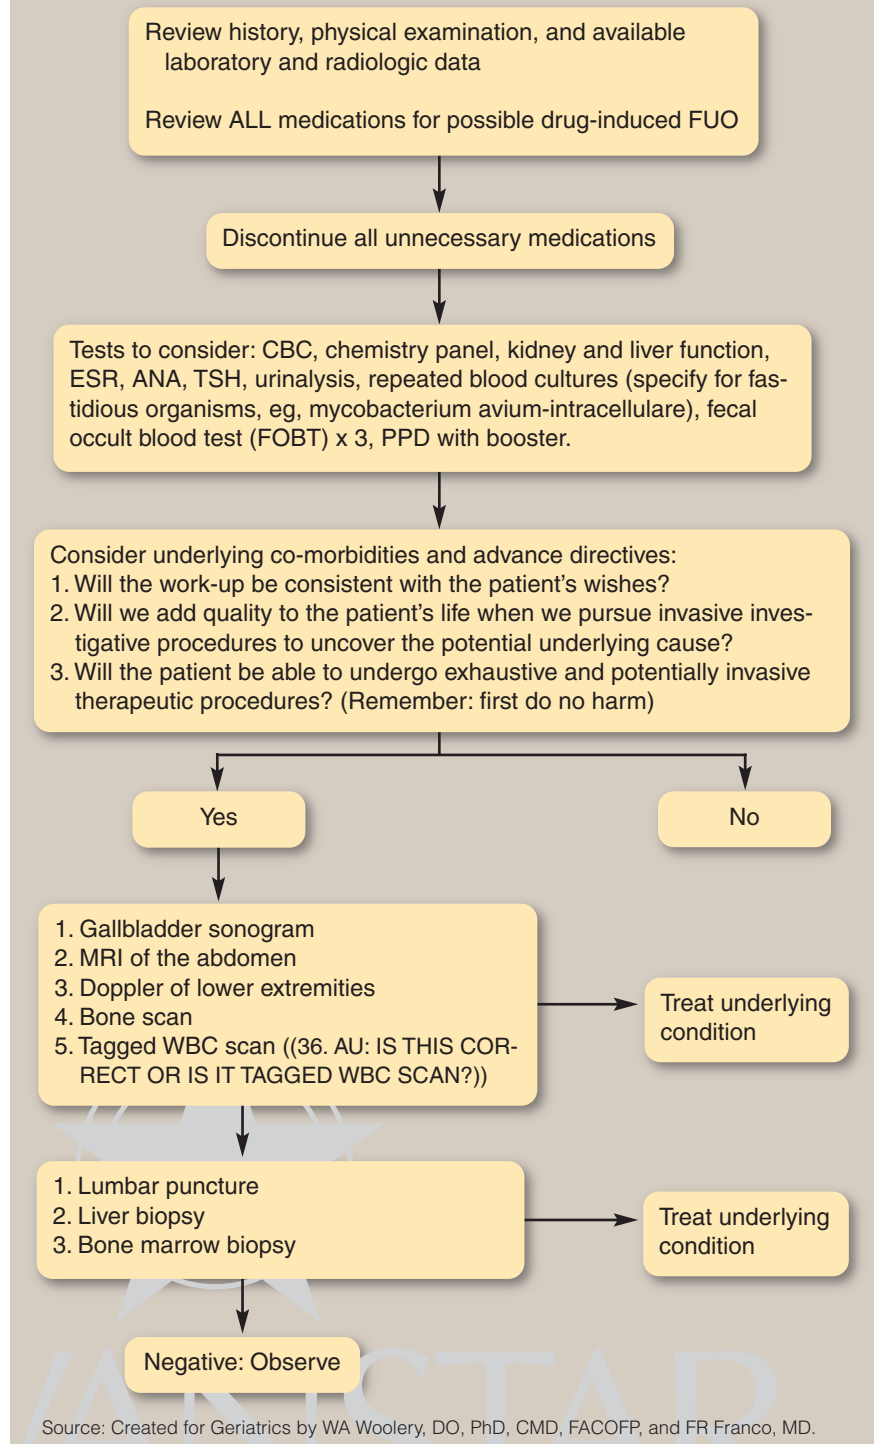 Review history, physical examination, and available
laboratory and radiologic data
Review ALL medications for possible drug-induced FUO
Discontinue all unnecessary medications
Tests to consider: CBC, chemistry panel, kidney and liver function,
ESR, ANA, TSH, urinalysis, repeated blood cultures (specify for fas-
tidious organisms, eg, mycobacterium avium-intracellulare), fecal
occult blood test (FOBT) x 3, PPD with booster.
Consider underlying co-morbidities and advance directives:
1. Will the work-up be consistent with the patient's wishes?
2. Will we add quality to the patient's life when we pursue invasive inves-
tigative procedures to uncover the potential underlying cause?
3. Will the patient be able to undergo exhaustive and potentially invasive
therapeutic procedures? (Remember: first do no harm)
Yes
No
1. Gallbladder sonogram
2. MRI of the abdomen
3. Doppler of lower extremities
4. Bone scan
5. Tagged WBC scan ((36. AU: IS THIS COR-
RECT OR IS IT TAGGED WBC SCAN?))
Treat underlying
condition
1. Lumbar puncture
2. Liver biopsy
3. Bone marrow biopsy
Treat underlying
condition
Negative: Observe
Source: Created for Geriatrics by WA Woolery, DO, PhD, CMD, FACOFP, and FR Franco, MD.